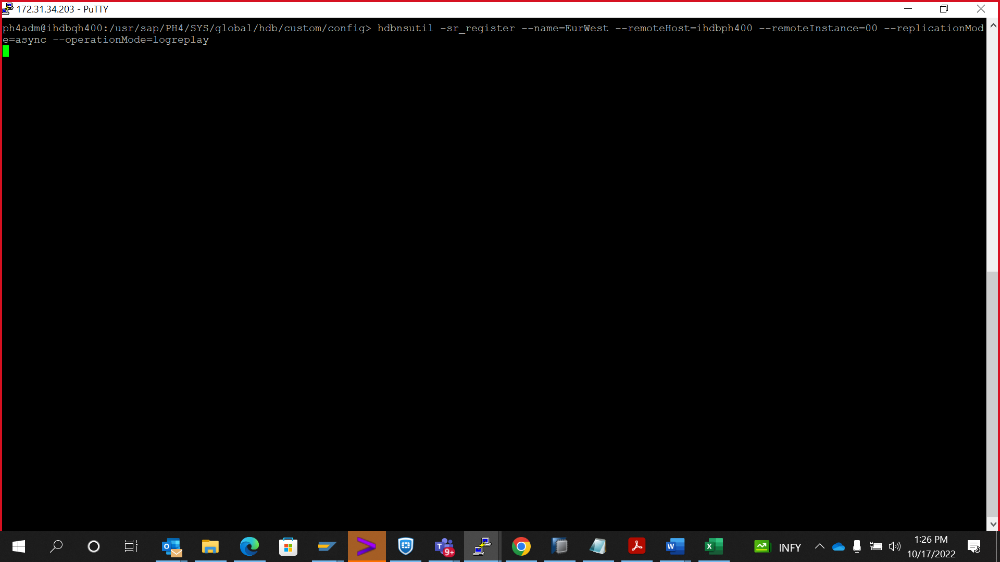 172.31.34.203 - PuTTY
ph4adm@ihdbqh400:/usr/sap/PH4/SYS/global/hdb/custom/config> hdbnsutil -sr_register --name=EurWest --remoteHost=ihdbph400 --remoteInstance=00 --replicationMod
e=async --operationMode=logreplay
9+
INFY
1:26 PM
10/17/2022